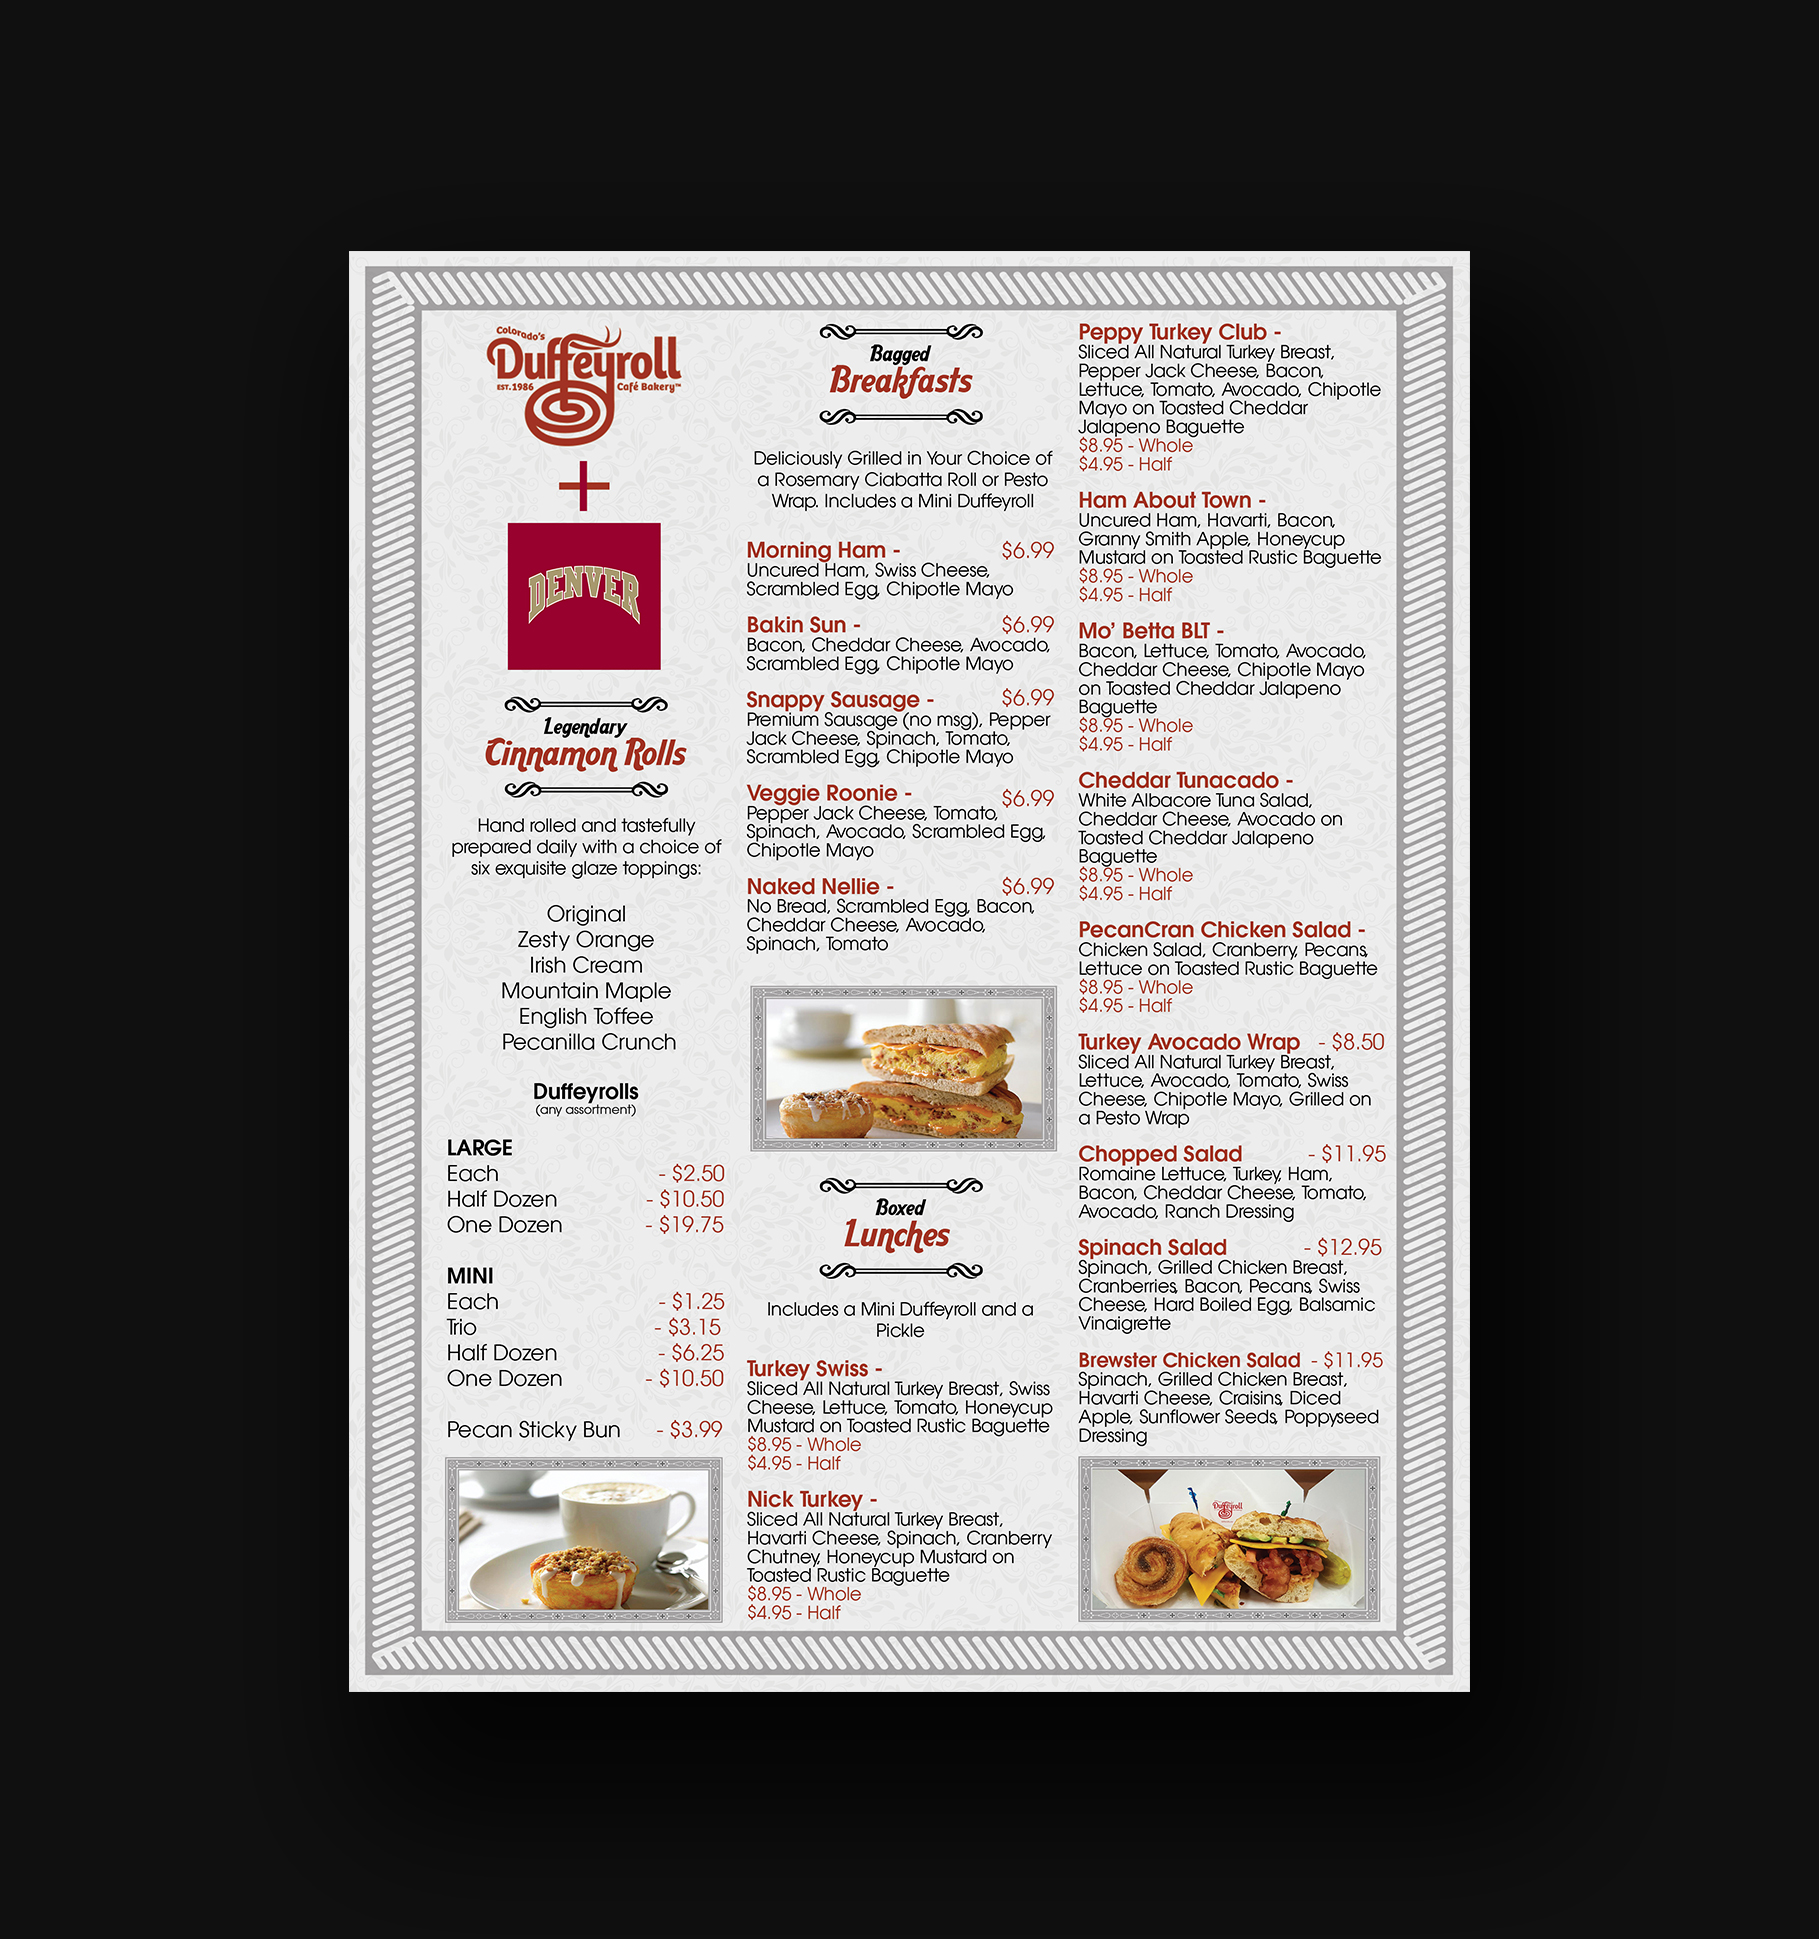 Colorado's
Duffeyroll
EST. 1986 Café Bakery™
+
DENVER
Legendary
Cinnamon Rolls
Hand rolled and tastefully
prepared daily with a choice of
six exquisite glaze toppings:
Original
Zesty Orange
Irish Cream
Mountain Maple
English Toffee
Pecanilla Crunch
Duffeyrolls
(any assortment)
LARGE
Each - $2.50
Half Dozen - $10.50
One Dozen - $19.75
MINI
Each - $1.25
Trio - $3.15
Half Dozen - $6.25
One Dozen - $10.50
Pecan Sticky Bun - $3.99
Bagged
Breakfasts
Deliciously Grilled in Your Choice of
a Rosemary Ciabatta Roll or Pesto
Wrap. Includes a Mini Duffeyroll
Morning Ham - $6.99
Uncured Ham, Swiss Cheese,
Scrambled Egg, Chipotle Mayo
Bakin Sun - $6.99
Bacon, Cheddar Cheese, Avocado,
Scrambled Egg, Chipotle Mayo
Snappy Sausage - $6.99
Premium Sausage (no msg), Pepper
Jack Cheese, Spinach, Tomato,
Scrambled Egg, Chipotle Mayo
Veggie Roonie - $6.99
Pepper Jack Cheese, Tomato,
Spinach, Avocado, Scrambled Egg,
Chipotle Mayo
Naked Nellie - $6.99
No Bread, Scrambled Egg, Bacon,
Cheddar Cheese, Avocado,
Spinach, Tomato
Boxed
Lunches
Includes a Mini Duffeyroll and a
Pickle
Turkey Swiss -
Sliced All Natural Turkey Breast, Swiss
Cheese, Lettuce, Tomato, Honeycup
Mustard on Toasted Rustic Baguette
$8.95 - Whole
$4.95 - Half
Nick Turkey -
Sliced All Natural Turkey Breast,
Havarti Cheese, Spinach, Cranberry
Chutney, Honeycup Mustard on
Toasted Rustic Baguette
$8.95 - Whole
$4.95 - Half
Peppy Turkey Club -
Sliced All Natural Turkey Breast,
Pepper Jack Cheese, Bacon,
Lettuce, Tomato, Avocado, Chipotle
Mayo on Toasted Cheddar
Jalapeno Baguette
$8.95 - Whole
$4.95 - Half
Ham About Town -
Uncured Ham, Havarti, Bacon,
Granny Smith Apple, Honeycup
Mustard on Toasted Rustic Baguette
$8.95 - Whole
$4.95 - Half
Mo' Betta BLT -
Bacon, Lettuce, Tomato, Avocado,
Cheddar Cheese, Chipotle Mayo
on Toasted Cheddar Jalapeno
Baguette
$8.95 - Whole
$4.95 - Half
Cheddar Tunacado -
White Albacore Tuna Salad,
Cheddar Cheese, Avocado on
Toasted Cheddar Jalapeno
Baguette
$8.95 - Whole
$4.95 - Half
PecanCran Chicken Salad -
Chicken Salad, Cranberry, Pecans,
Lettuce on Toasted Rustic Baguette
$8.95 - Whole
$4.95 - Half
Turkey Avocado Wrap - $8.50
Sliced All Natural Turkey Breast,
Lettuce, Avocado, Tomato, Swiss
Cheese, Chipotle Mayo, Grilled on
a Pesto Wrap
Chopped Salad - $11.95
Romaine Lettuce, Turkey, Ham,
Bacon, Cheddar Cheese, Tomato,
Avocado, Ranch Dressing
Spinach Salad - $12.95
Spinach, Grilled Chicken Breast,
Cranberries, Bacon, Pecans, Swiss
Cheese, Hard Boiled Egg, Balsamic
Vinaigrette
Brewster Chicken Salad - $11.95
Spinach, Grilled Chicken Breast,
Havarti Cheese, Craisins, Diced
Apple, Sunflower Seeds, Poppyseed
Dressing
Duffeyroll